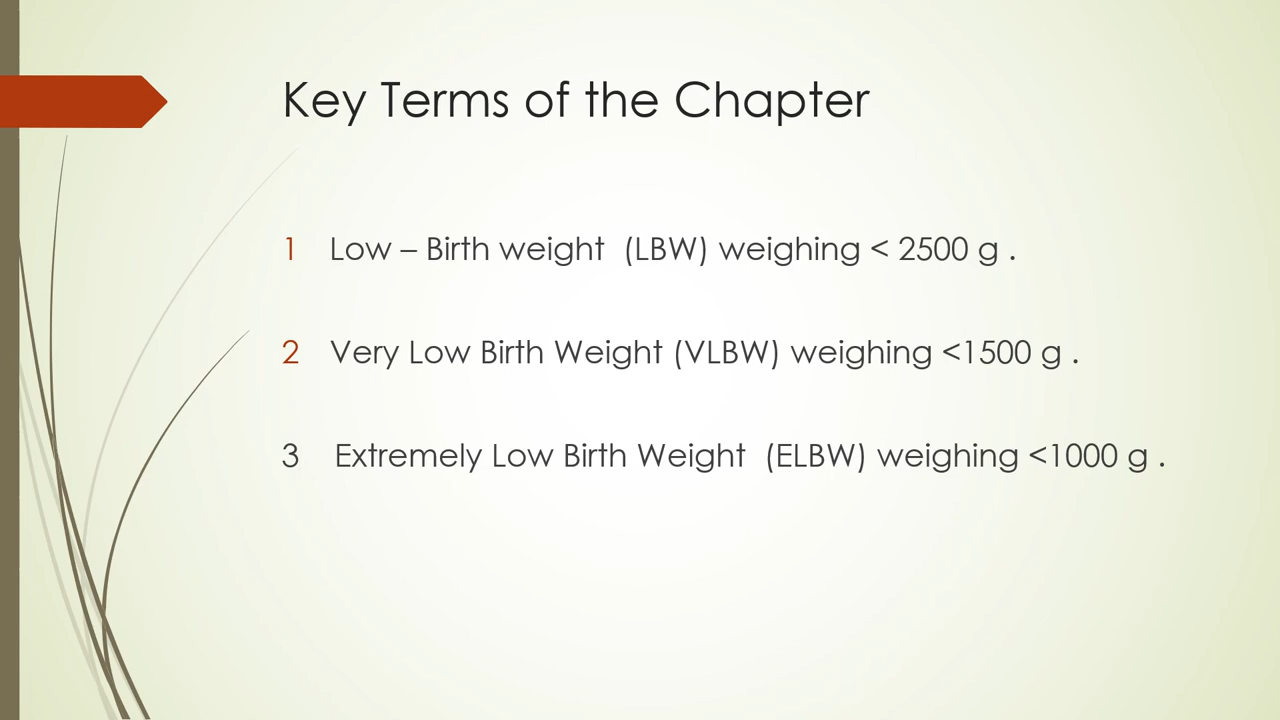 Key Terms of the Chapter
1 Low – Birth weight (LBW) weighing < 2500 g .
2 Very Low Birth Weight (VLBW) weighing <1500 g .
3 Extremely Low Birth Weight (ELBW) weighing <1000 g .